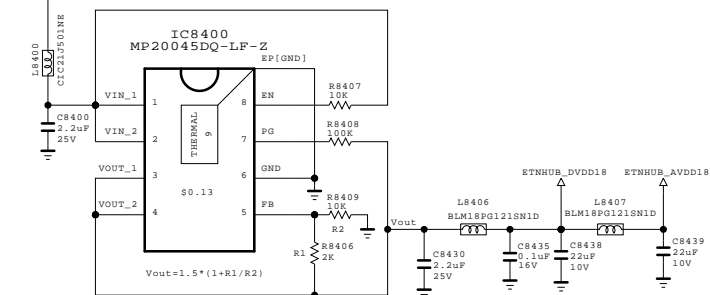 IC8400
MP20045DQ-LF-Z
EP[GND]
L8400
CIC21J501NE
VIN_1
1
EN
8
R8407
10K
C8400
2.2uF
25V
THERMAL
9
VIN_2
2
PG
7
R8408
100K
VOUT_1
3
GND
6
$0.13
VOUT_2
4
FB
5
R8409
10K
R2
R1
R8406
2K
Vout=1.5*(1+R1/R2)
Vout
C8430
2.2uF
25V
L8406
BLM18PG121SN1D
C8435
0.1uF
16V
ETNHUB_DVDD18
C8438
22uF
10V
L8407
BLM18PG121SN1D
ETNHUB_AVDD18
C8439
22uF
10V